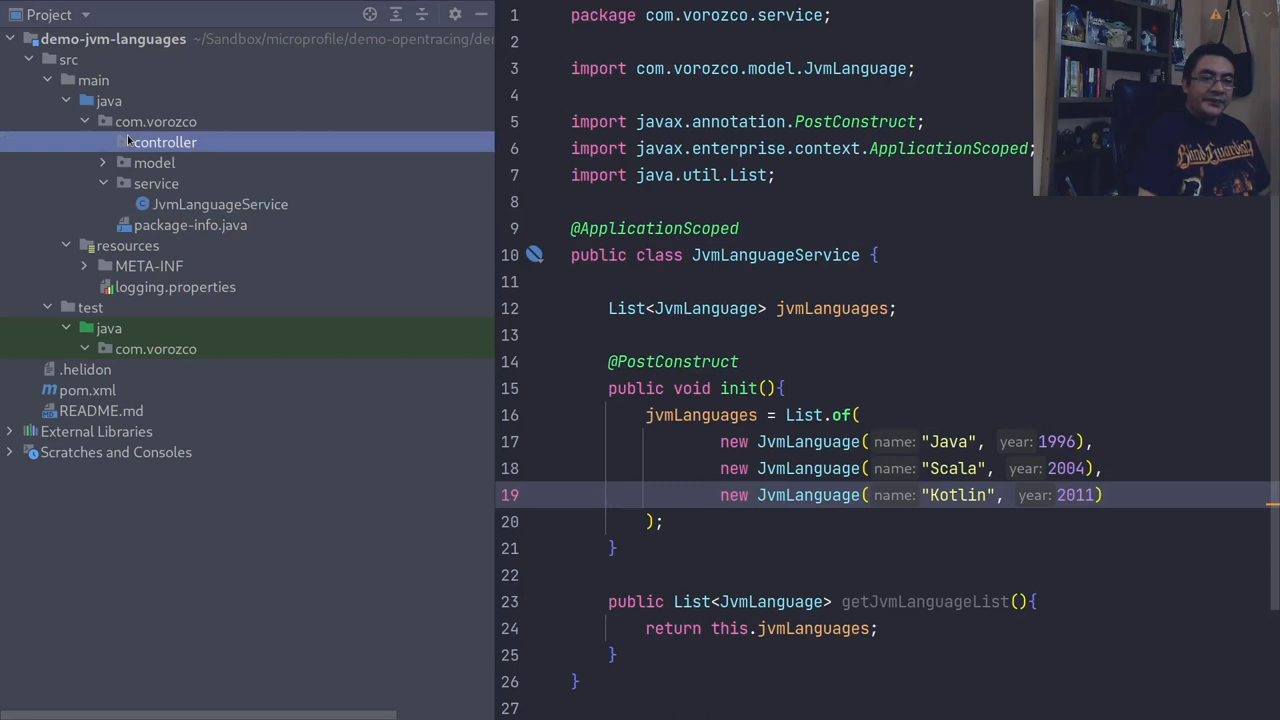 Project
demo-jvm-languages ~/Sandbox/microprofile/demo-opentracing/der
src
main
java
com.vorozco
controller
model
service
JvmLanguageService
package-info.java
resources
META-INF
logging.properties
test
java
com.vorozco
.helidon
pom.xml
README.md
External Libraries
Scratches and Consoles
1 package com.vorozco.service;
2
3 import com.vorozco.model.JvmLanguage;
4
5 import javax.annotation.PostConstruct;
6 import javax.enterprise.context.ApplicationScoped;
7 import java.util.List;
8
9 @ApplicationScoped
10 public class JvmLanguageService {
11
12 List<JvmLanguage> jvmLanguages;
13
14 @PostConstruct
15 public void init(){
16 jvmLanguages = List.of(
17 new JvmLanguage( name: "Java", year: 1996),
18 new JvmLanguage( name: "Scala", year: 2004),
19 new JvmLanguage( name: "Kotlin", year: 2011)
20 );
21 }
22
23 public List<JvmLanguage> getJvmLanguageList(){
24 return this.jvmLanguages;
25 }
26 }
27
1